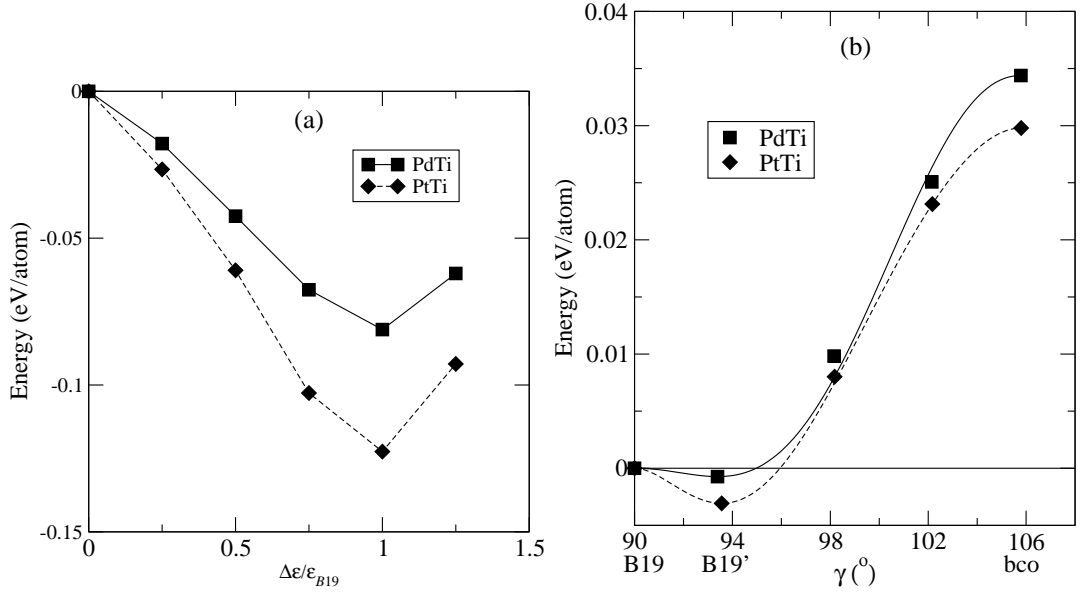 (a)
PdTi
PtTi
0
-0.05
-0.1
-0.15
Energy (eV/atom)
0 0.5 1 1.5
Δε/ε_B19
(b)
PdTi
PtTi
0.04
0.03
0.02
0.01
0
Energy (eV/atom)
90 94 98 102 106
B19 B19’ γ (°) bco